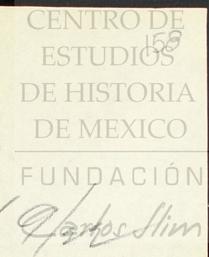 CENTRO DE
158
ESTUDIOS
DE HISTORIA
DE MEXICO
FUNDACIÓN
Carlos Slim